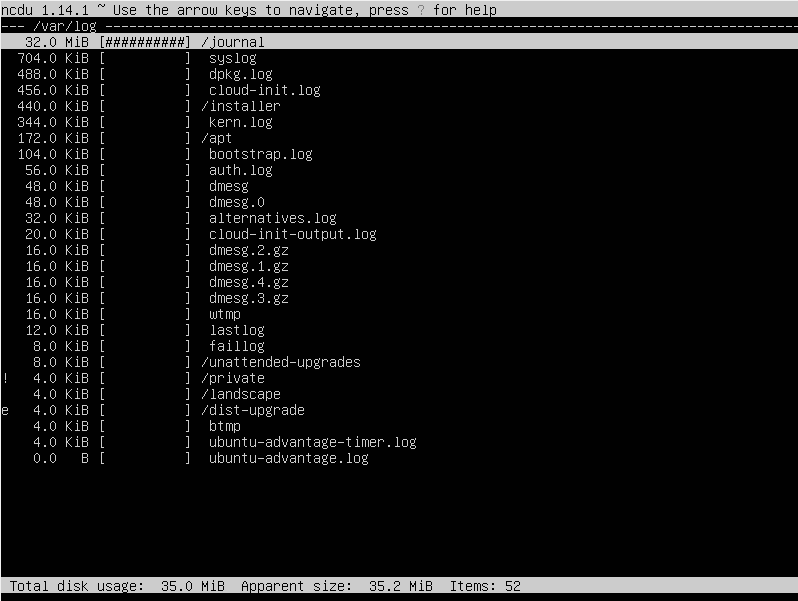 ncdu 1.14.1 ~ Use the arrow keys to navigate, press ? for help
--- /var/log ---------------------------------------------------------------------------------------
   32.0 MiB [##########] /journal
  704.0 KiB [          ]  syslog
  488.0 KiB [          ]  dpkg.log
  456.0 KiB [          ]  cloud-init.log
  440.0 KiB [          ] /installer
  344.0 KiB [          ]  kern.log
  172.0 KiB [          ] /apt
  104.0 KiB [          ]  bootstrap.log
   56.0 KiB [          ]  auth.log
   48.0 KiB [          ]  dmesg
   48.0 KiB [          ]  dmesg.0
   32.0 KiB [          ]  alternatives.log
   20.0 KiB [          ]  cloud-init-output.log
   16.0 KiB [          ]  dmesg.2.gz
   16.0 KiB [          ]  dmesg.1.gz
   16.0 KiB [          ]  dmesg.4.gz
   16.0 KiB [          ]  dmesg.3.gz
   16.0 KiB [          ]  wtmp
   12.0 KiB [          ]  lastlog
    8.0 KiB [          ]  faillog
    8.0 KiB [          ] /unattended-upgrades
!   4.0 KiB [          ] /private
    4.0 KiB [          ] /landscape
e   4.0 KiB [          ] /dist-upgrade
    4.0 KiB [          ]  btmp
    4.0 KiB [          ]  ubuntu-advantage-timer.log
    0.0   B [          ]  ubuntu-advantage.log
 Total disk usage:  35.0 MiB  Apparent size:  35.2 MiB  Items: 52